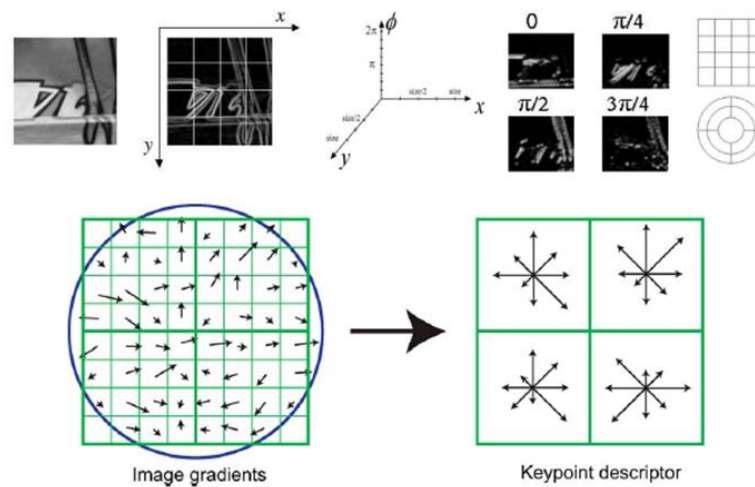 x
y
ϕ
2π
π
size/2
size
x
size/2
size
y
0
π/4
π/2
3π/4
Image gradients
Keypoint descriptor